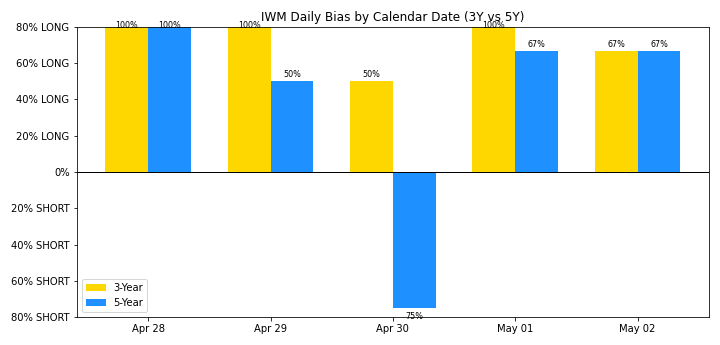 IWM Daily Bias by Calendar Date (3Y vs 5Y)
80% LONG
60% LONG
40% LONG
20% LONG
0%
20% SHORT
40% SHORT
60% SHORT
80% SHORT
100% 100% 100% 50% 50% 75% 100% 67% 67% 67%
3-Year
5-Year
Apr 28 Apr 29 Apr 30 May 01 May 02